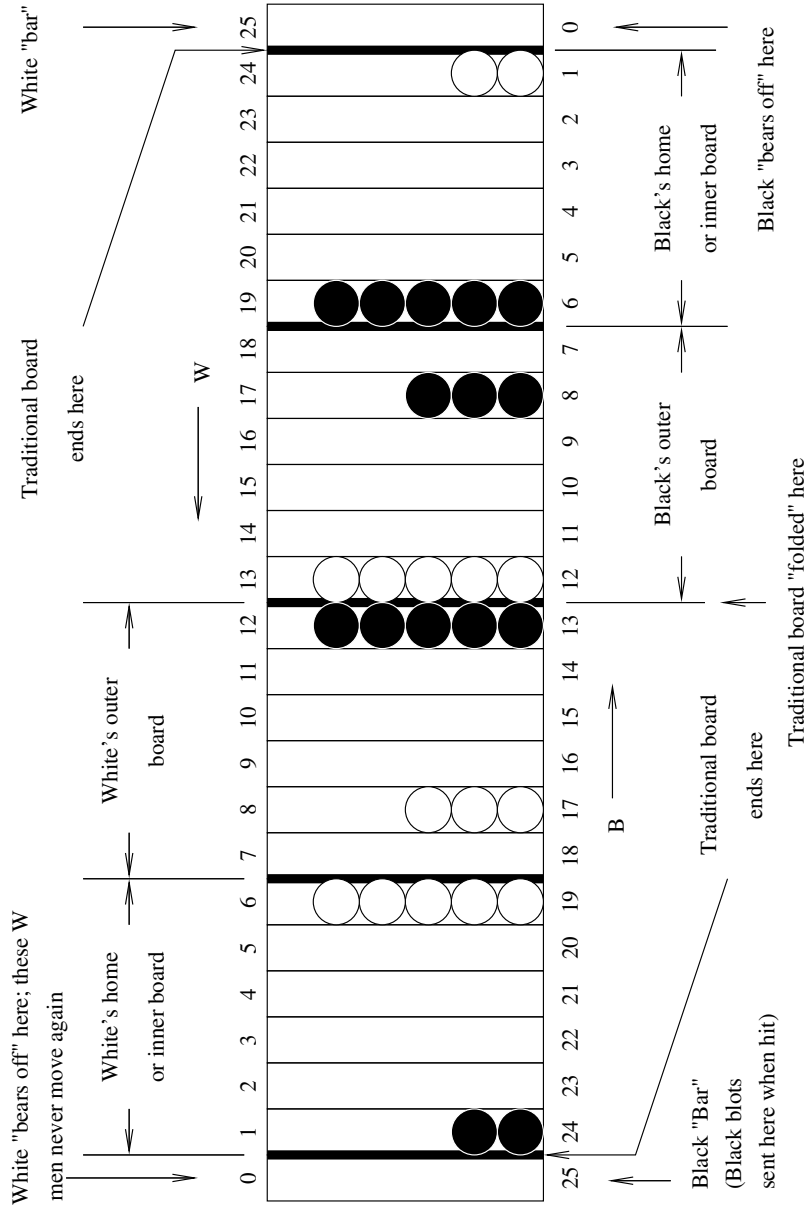 White "bears off" here; these W
men never move again
Traditional board
ends here
White "bar"
White's home
or inner board
White's outer
board
W
0 1 2 3 4 5 6 7 8 9 10 11 12 13 14 15 16 17 18 19 20 21 22 23 24 25
25 24 23 22 21 20 19 18 17 16 15 14 13 12 11 10 9 8 7 6 5 4 3 2 1 0
B
Black's outer
board
Black's home
or inner board
Black "Bar"
(Black blots
sent here when hit)
Traditional board
ends here
Traditional board "folded" here
Black "bears off" here